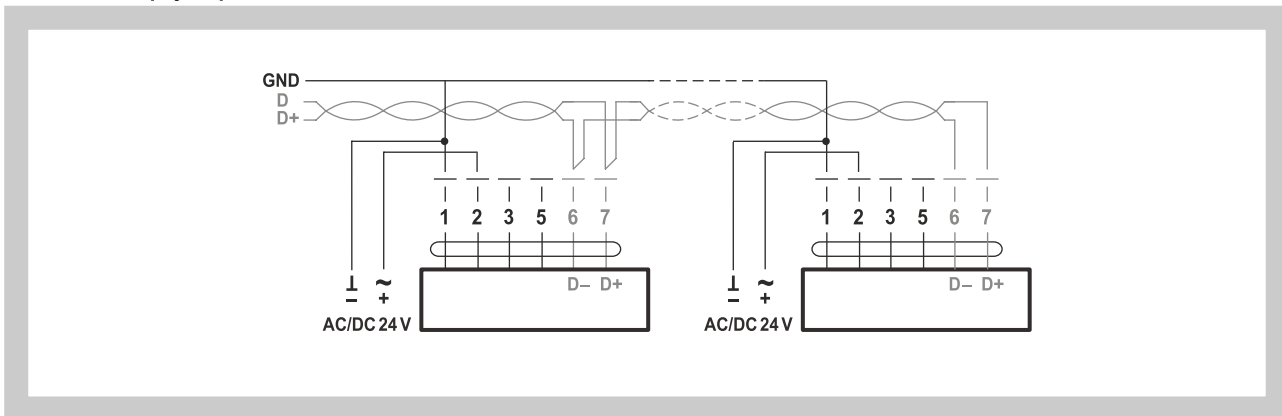 GND
D
D+
1 2 3 5 6 7
1 2 3 5 6 7
D– D+
D– D+
⊥ ~
– +
AC/DC 24 V
⊥ ~
– +
AC/DC 24 V